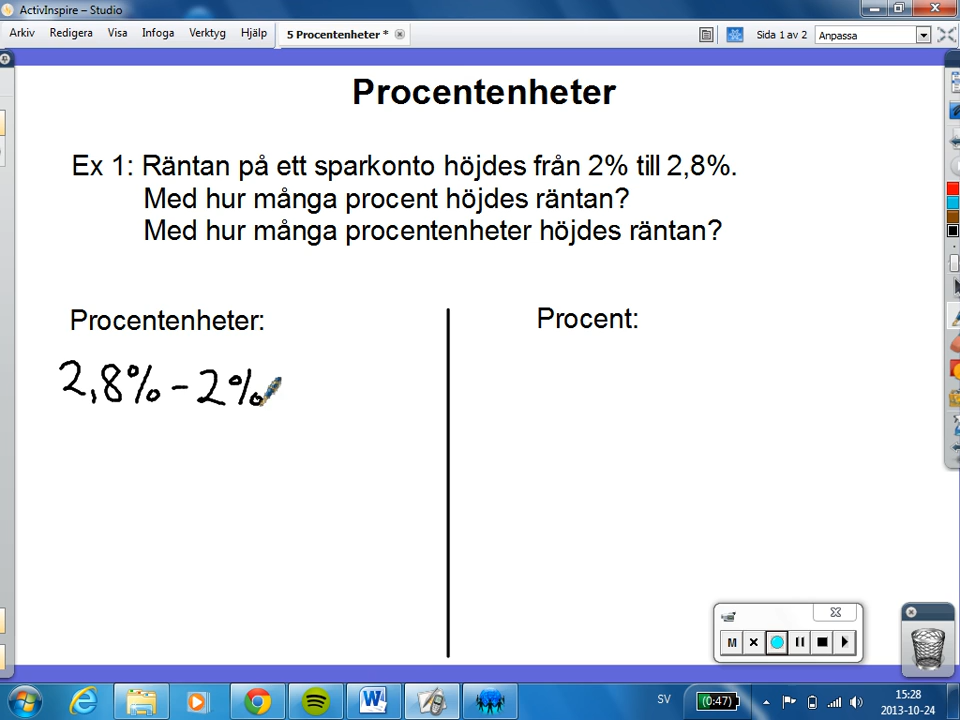 ActivInspire – Studio
Arkiv Redigera Visa Infoga Verktyg Hjälp
5 Procentenheter *
Sida 1 av 2
Anpassa
Procentenheter
Ex 1: Räntan på ett sparkonto höjdes från 2% till 2,8%.
Med hur många procent höjdes räntan?
Med hur många procentenheter höjdes räntan?
Procentenheter:
Procent:
2,8% – 2%
M
SV
(0:47)
15:28
2013-10-24